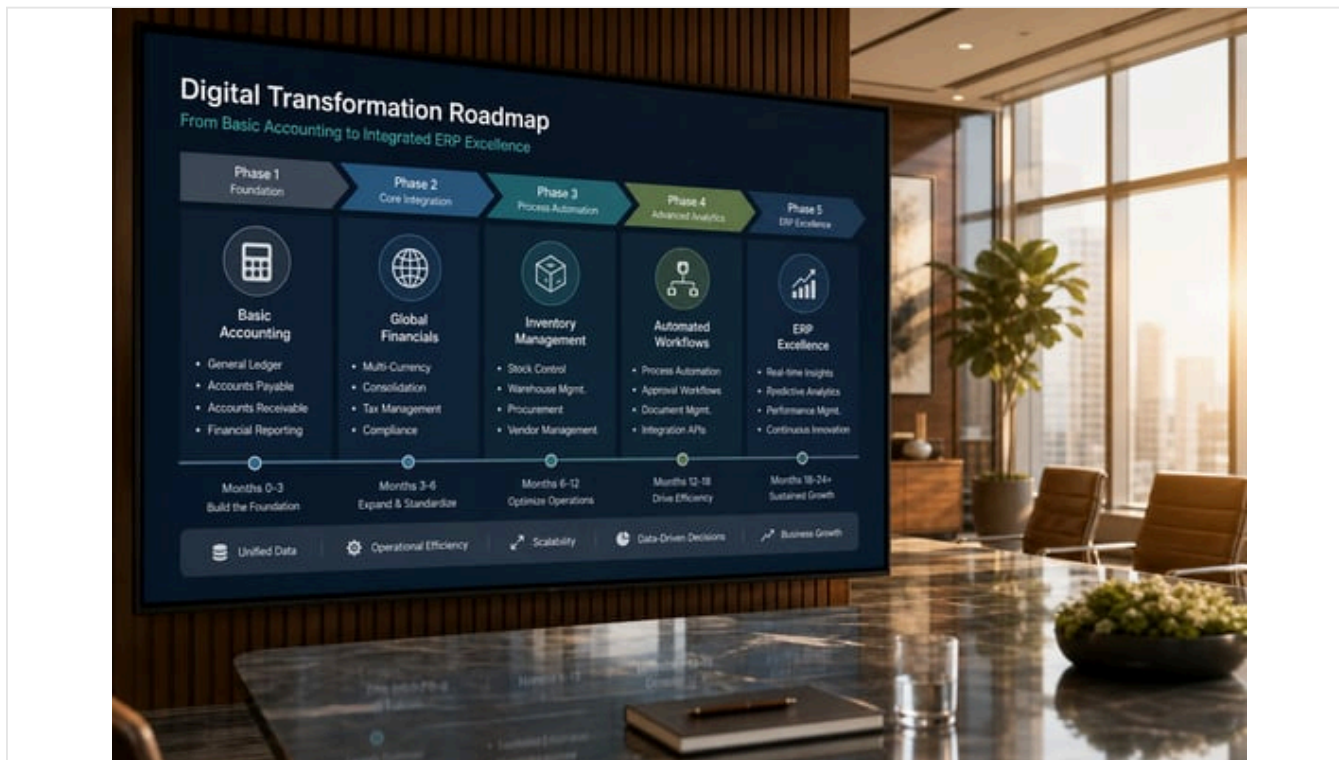 Digital Transformation Roadmap
From Basic Accounting to Integrated ERP Excellence
Phase 1
Foundation
Phase 2
Core Integration
Phase 3
Process Automation
Phase 4
Advanced Analytics
Phase 5
ERP Excellence
Basic
Accounting
• General Ledger
• Accounts Payable
• Accounts Receivable
• Financial Reporting
Global
Financials
• Multi-Currency
• Consolidation
• Tax Management
• Compliance
Inventory
Management
• Stock Control
• Warehouse Mgmt.
• Procurement
• Vendor Management
Automated
Workflows
• Process Automation
• Approval Workflows
• Document Mgmt.
• Integration APIs
ERP
Excellence
• Real-time Insights
• Rpedictive Analytics
• Performance Mgmt.
• Continuous Innovation
Months 0-3
Build the Foundation
Months 3-6
Expand & Standardize
Months 6-12
Optimize Operations
Months 12-18
Drive Efficiency
Months 18-24+
Sustained Growth
Unified Data
Operational Efficiency
Scalability
Data-Driven Decisions
Business Growth